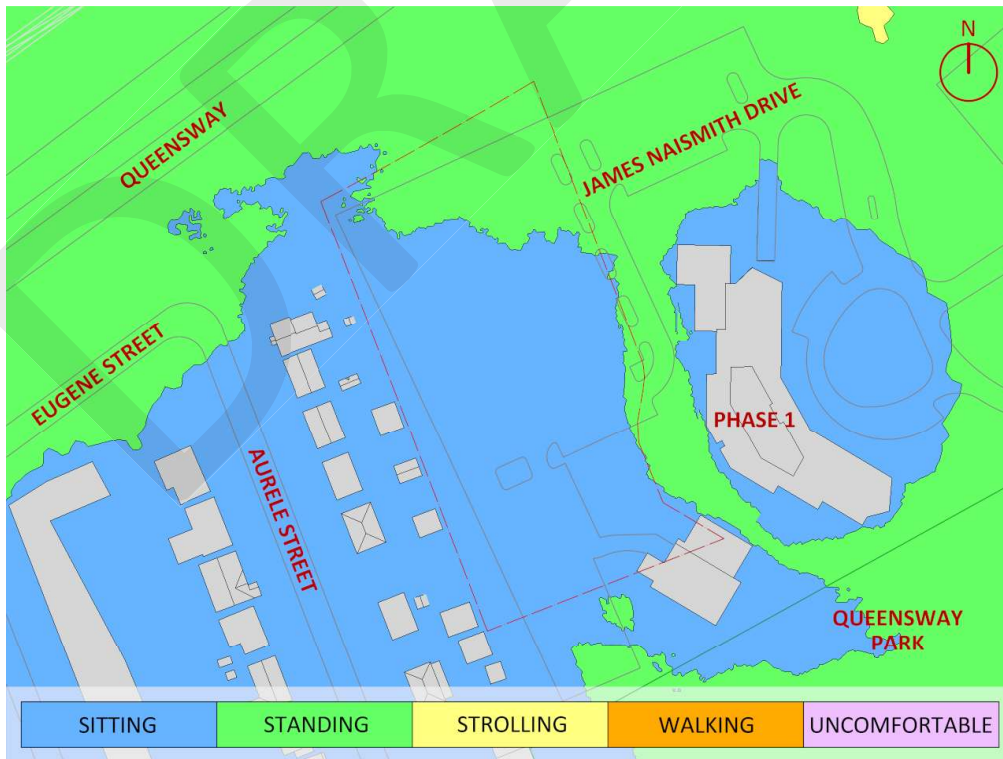 N
QUEENSWAY
JAMES NAISMITH DRIVE
EUGENE STREET
PHASE 1
AURELE STREET
QUEENSWAY
PARK
SITTING
STANDING
STROLLING
WALKING
UNCOMFORTABLE